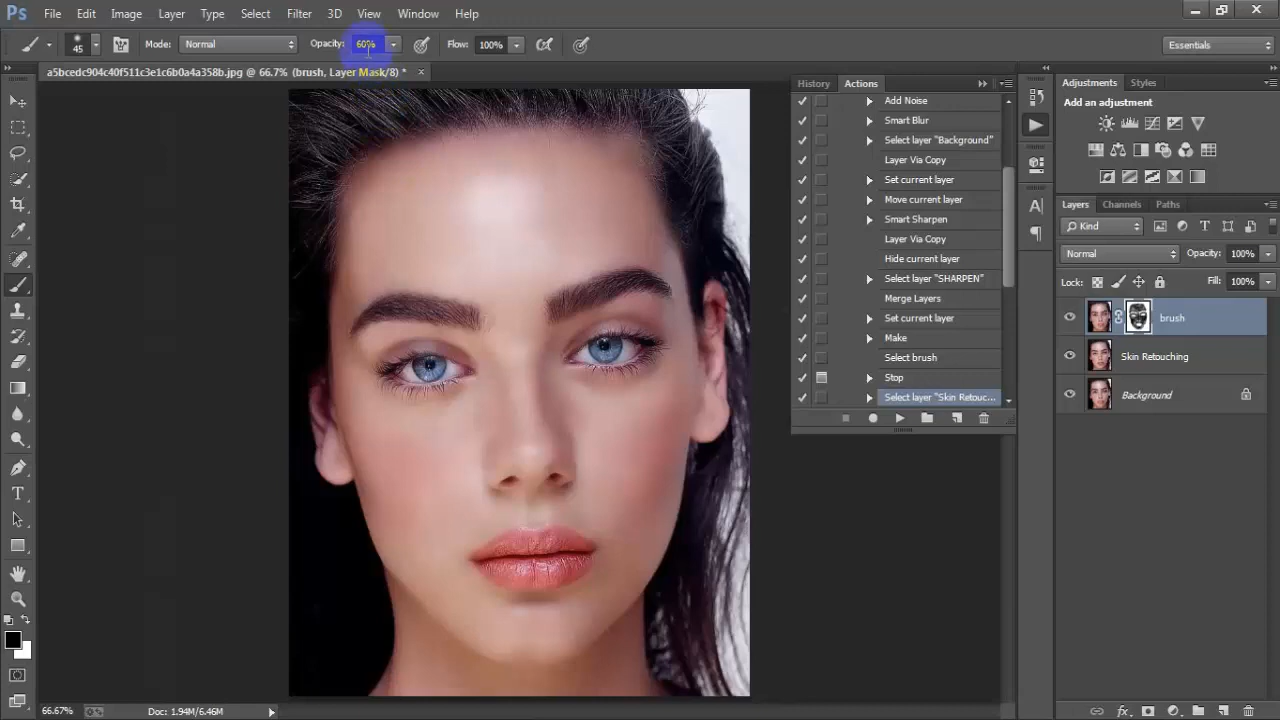 Ps File Edit Image Layer Type Select Filter 3D View Window Help
45 Mode: Normal Opacity: 60% Flow: 100% Essentials
a5bcedc904c40f511c3e1c6b0a4a358b.jpg @ 66.7% (brush, Layer Mask/8) * ×
History Actions
Add Noise
Smart Blur
Select layer "Background"
Layer Via Copy
Set current layer
Move current layer
Smart Sharpen
Layer Via Copy
Hide current layer
Select layer "SHARPEN"
Merge Layers
Set current layer
Make
Select brush
Stop
Select layer "Skin Retouc...
Adjustments Styles
Add an adjustment
Layers Channels Paths
Kind
Normal Opacity: 100%
Lock: Fill: 100%
brush
Skin Retouching
Background
66.67% Doc: 1.94M/6.46M